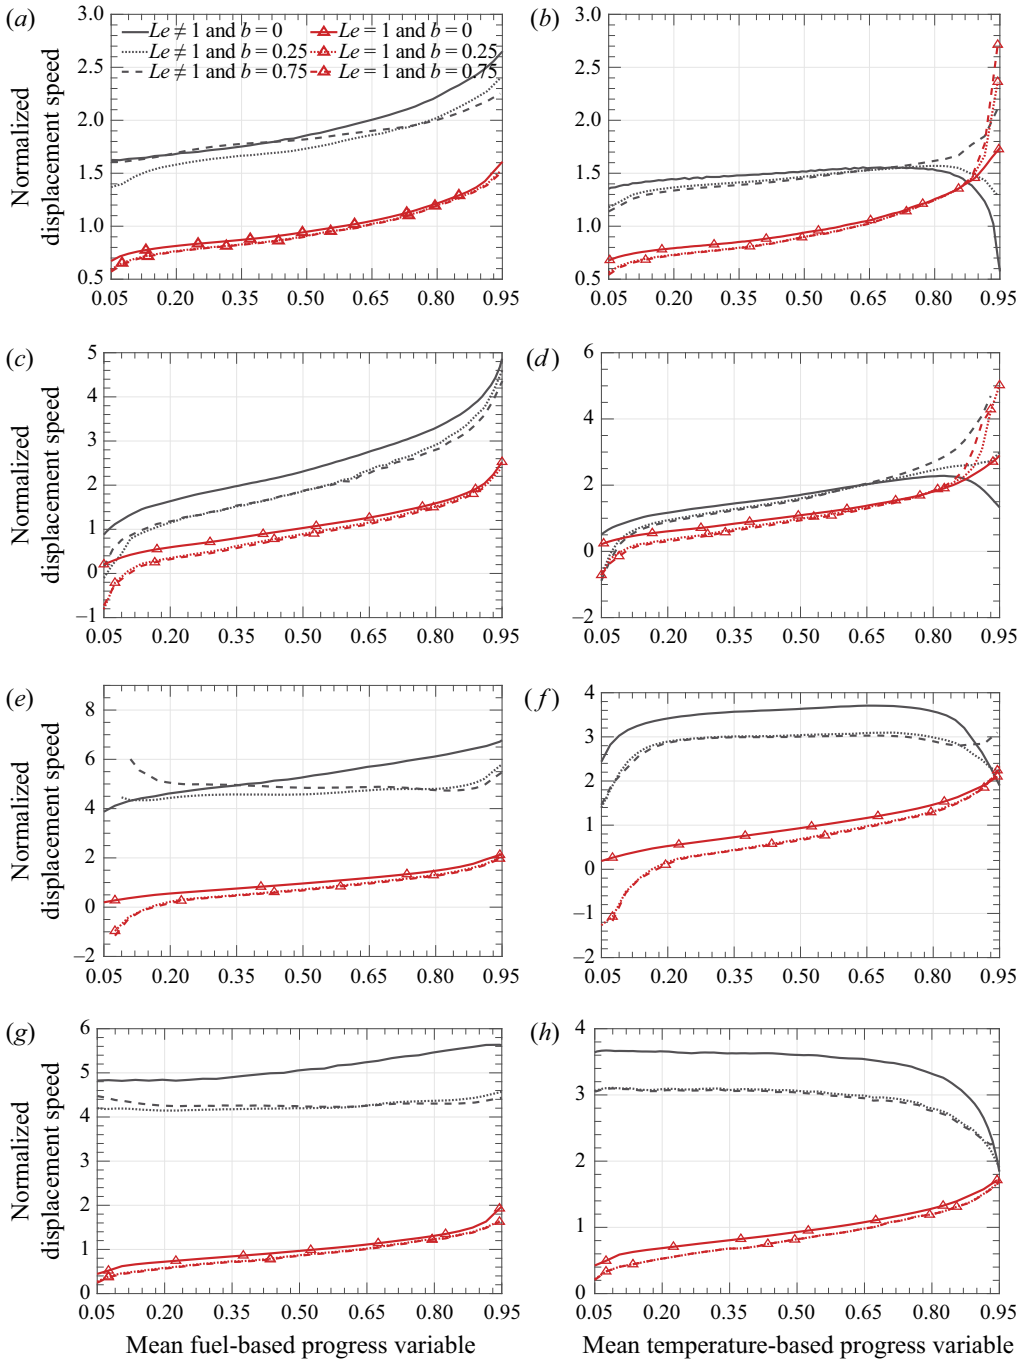 (a)
3.0
2.5
2.0
1.5
1.0
0.5
Normalized
displacement speed
Le ≠ 1 and b = 0
Le ≠ 1 and b = 0.25
Le ≠ 1 and b = 0.75
Le = 1 and b = 0
Le = 1 and b = 0.25
Le = 1 and b = 0.75
0.05 0.20 0.35 0.50 0.65 0.80 0.95
(b)
3.0
2.5
2.0
1.5
1.0
0.5
0.05 0.20 0.35 0.50 0.65 0.80 0.95
(c)
5
4
3
2
1
0
–1
Normalized
displacement speed
0.05 0.20 0.35 0.50 0.65 0.80 0.95
(d)
6
4
2
0
–2
0.05 0.20 0.35 0.50 0.65 0.80 0.95
(e)
8
6
4
2
0
–2
Normalized
displacement speed
0.05 0.20 0.35 0.50 0.65 0.80 0.95
(f)
4
3
2
1
0
–1
–2
0.05 0.20 0.35 0.50 0.65 0.80 0.95
(g)
6
5
4
3
2
1
0
Normalized
displacement speed
0.05 0.20 0.35 0.50 0.65 0.80 0.95
Mean fuel-based progress variable
(h)
4
3
2
1
0
0.05 0.20 0.35 0.50 0.65 0.80 0.95
Mean temperature-based progress variable